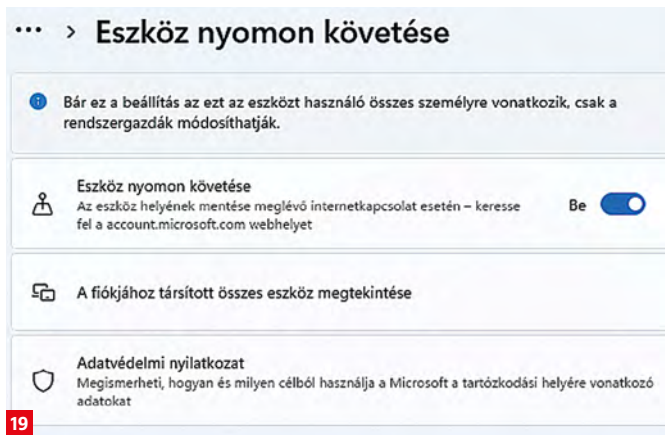 ... > Eszköz nyomon követése
Bár ez a beállítás az ezt az eszközt használó összes személyre vonatkozik, csak a
rendszergazdák módosíthatják.
Eszköz nyomon követése
Az eszköz helyének mentése meglévő internetkapcsolat esetén – keresse
fel a account.microsoft.com webhelyet
Be
A fiókjához társított összes eszköz megtekintése
Adatvédelmi nyilatkozat
Megismerheti, hogyan és milyen célból használja a Microsoft a tartózkodási helyére vonatkozó
adatokat
19